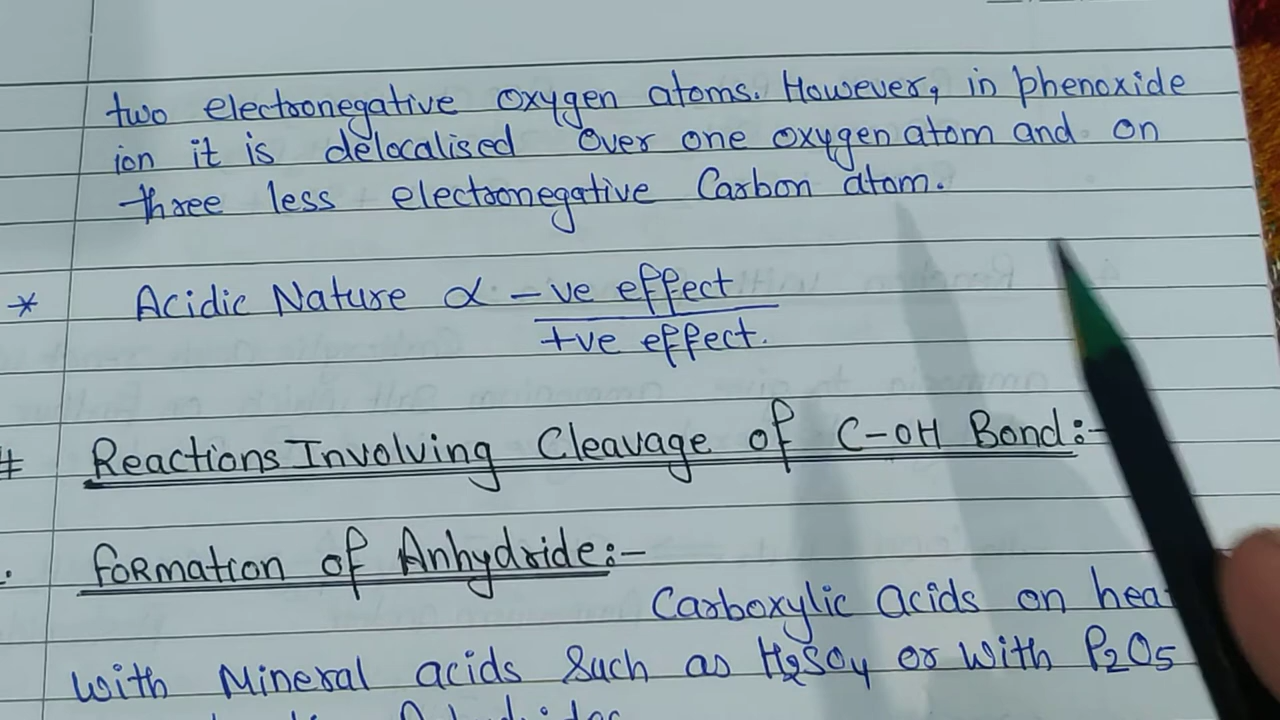 two electronegative oxygen atoms. However, in phenoxide
ion it is delocalised over one oxygen atom and on
three less electronegative Carbon atom.
* Acidic Nature α -ve effect
+ve effect.
# Reactions Involving Cleavage of C-OH Bond:-
Formation of Anhydride:-
Carboxylic acids on
with Mineral acids such as H₂SO₄ or with P₂O₅